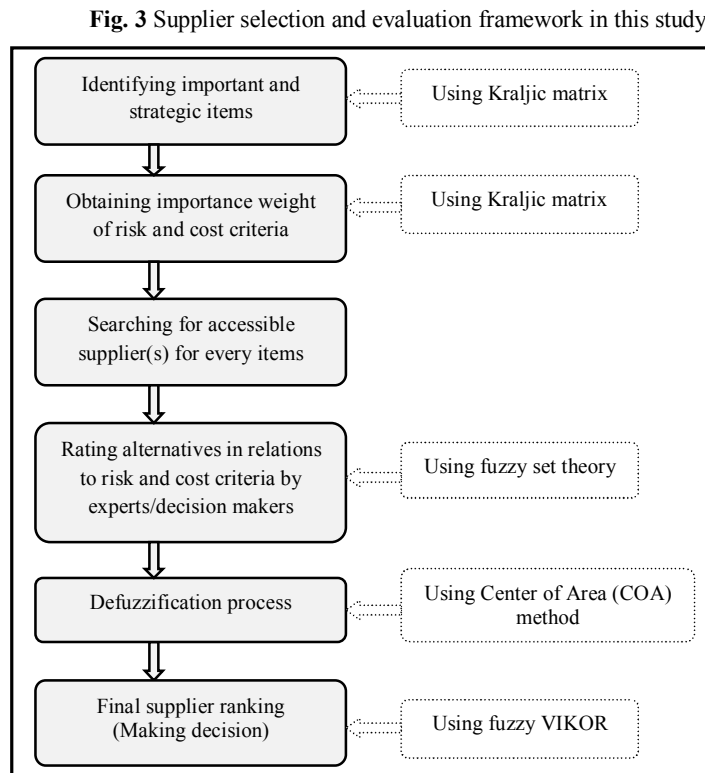 Fig. 3 Supplier selection and evaluation framework in this study
Identifying important and
strategic items
Using Kraljic matrix
Obtaining importance weight
of risk and cost criteria
Using Kraljic matrix
Searching for accessible
supplier(s) for every items
Rating alternatives in relations
to risk and cost criteria by
experts/decision makers
Using fuzzy set theory
Defuzzification process
Using Center of Area (COA)
method
Final supplier ranking
(Making decision)
Using fuzzy VIKOR